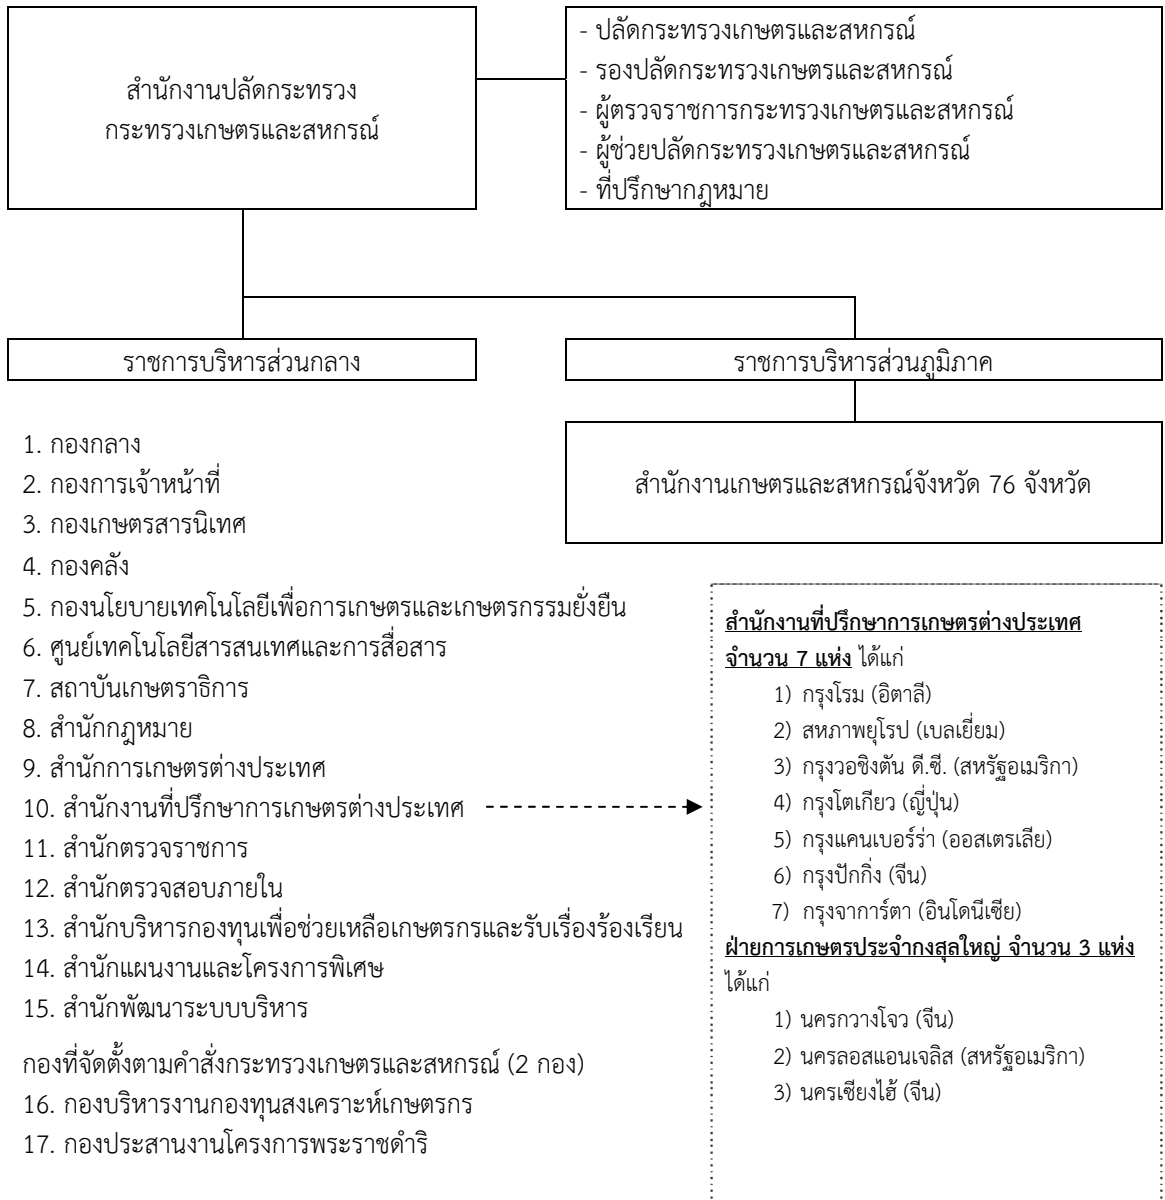 สำนักงานปลัดกระทรวง
กระทรวงเกษตรและสหกรณ์
- ปลัดกระทรวงเกษตรและสหกรณ์
- รองปลัดกระทรวงเกษตรและสหกรณ์
- ผู้ตรวจราชการกระทรวงเกษตรและสหกรณ์
- ผู้ช่วยปลัดกระทรวงเกษตรและสหกรณ์
- ที่ปรึกษากฎหมาย
ราชการบริหารส่วนกลาง
ราชการบริหารส่วนภูมิภาค
สำนักงานเกษตรและสหกรณ์จังหวัด 76 จังหวัด
1. กองกลาง
2. กองการเจ้าหน้าที่
3. กองเกษตรสารนิเทศ
4. กองคลัง
5. กองนโยบายเทคโนโลยีเพื่อการเกษตรและเกษตรกรรมยั่งยืน
6. ศูนย์เทคโนโลยีสารสนเทศและการสื่อสาร
7. สถาบันเกษตราธิการ
8. สำนักกฎหมาย
9. สำนักการเกษตรต่างประเทศ
10. สำนักงานที่ปรึกษาการเกษตรต่างประเทศ
11. สำนักตรวจราชการ
12. สำนักตรวจสอบภายใน
13. สำนักบริหารกองทุนเพื่อช่วยเหลือเกษตรกรและรับเรื่องร้องเรียน
14. สำนักแผนงานและโครงการพิเศษ
15. สำนักพัฒนาระบบบริหาร
กองที่จัดตั้งตามคำสั่งกระทรวงเกษตรและสหกรณ์ (2 กอง)
16. กองบริหารงานกองทุนสงเคราะห์เกษตรกร
17. กองประสานงานโครงการพระราชดำริ
สำนักงานที่ปรึกษาการเกษตรต่างประเทศ
จำนวน 7 แห่ง ได้แก่
1) กรุงโรม (อิตาลี)
2) สหภาพยุโรป (เบลเยี่ยม)
3) กรุงวอชิงตัน ดี.ซี. (สหรัฐอเมริกา)
4) กรุงโตเกียว (ญี่ปุ่น)
5) กรุงแคนเบอร์ร่า (ออสเตรเลีย)
6) กรุงปักกิ่ง (จีน)
7) กรุงจาการ์ตา (อินโดนีเซีย)
ฝ่ายการเกษตรประจำกงสุลใหญ่ จำนวน 3 แห่ง
ได้แก่
1) นครกวางโจว (จีน)
2) นครลอสแอนเจลิส (สหรัฐอเมริกา)
3) นครเซี่ยงไฮ้ (จีน)